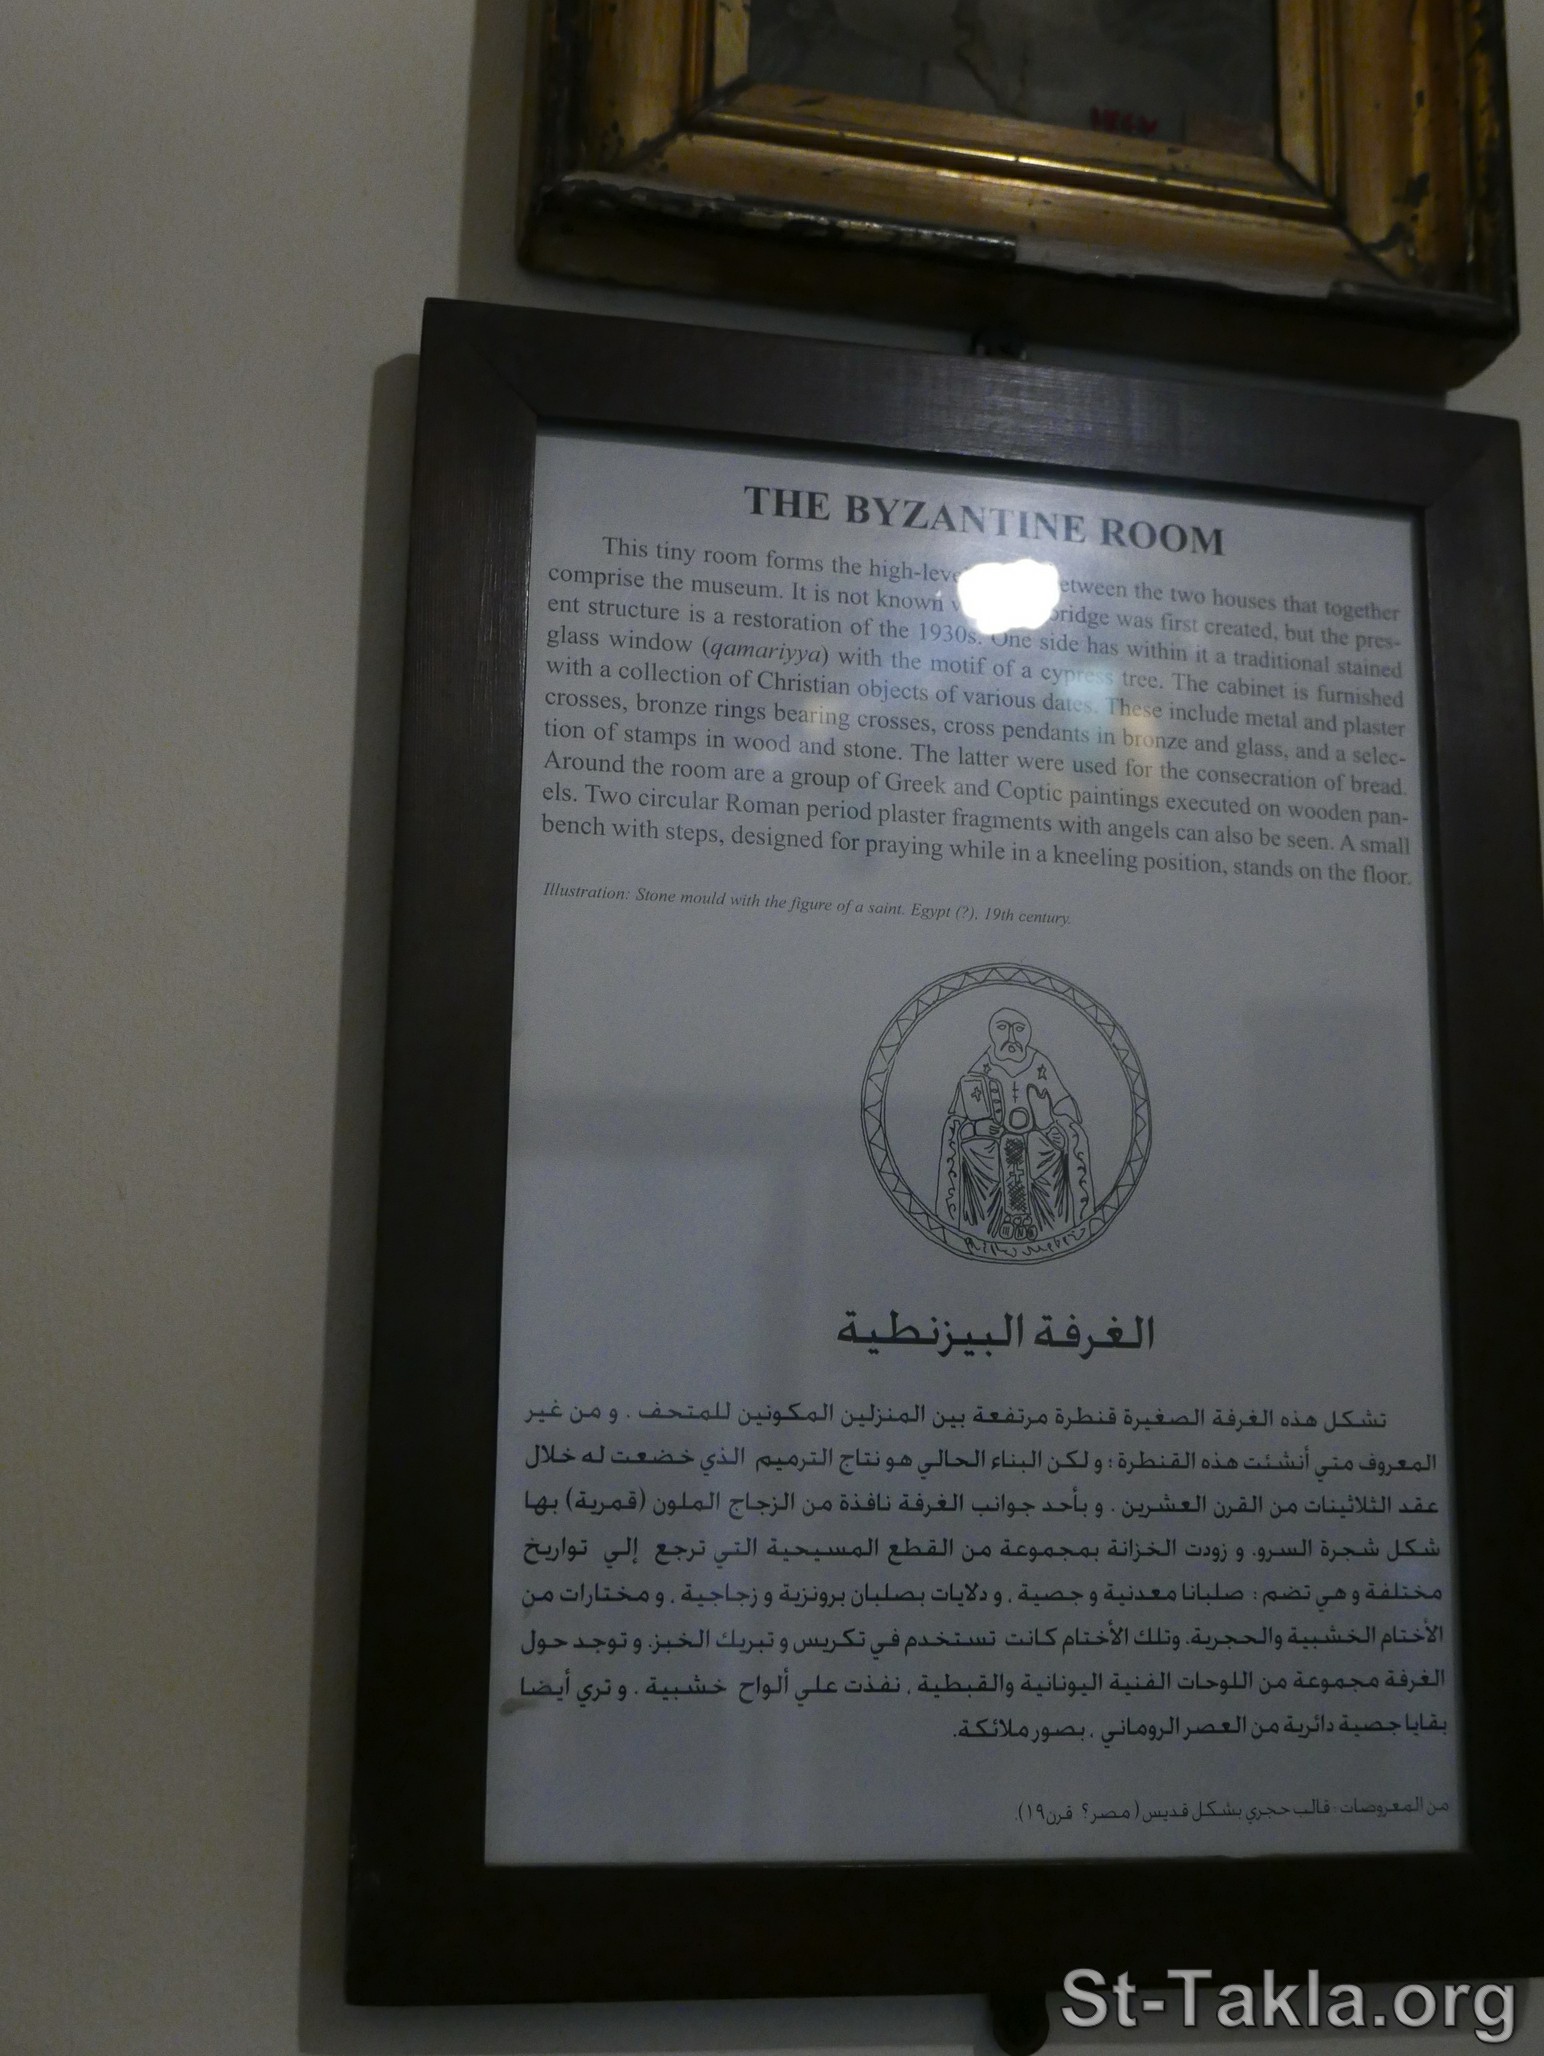 THE BYZANTINE ROOM
This tiny room forms the high-level between the two houses that together
comprise the museum. It is not known bridge was first created, but the pres-
ent structure is a restoration of the 1930s. One side has within it a traditional stained
glass window (qamariyya) with the motif of a cypress tree. The cabinet is furnished
with a collection of Christian objects of various dates. These include metal and plaster
crosses, bronze rings bearing crosses, cross pendants in bronze and glass, and a selec-
tion of stamps in wood and stone. The latter were used for the consecration of bread.
Around the room are a group of Greek and Coptic paintings executed on wooden pan-
els. Two circular Roman period plaster fragments with angels can also be seen. A small
bench with steps, designed for praying while in a kneeling position, stands on the floor.
Illustration: Stone mould with the figure of a saint. Egypt (?), 19th century.
الغرفة البيزنطية
تشكل هذه الغرفة الصغيرة قنطرة مرتفعة بين المنزلين المكونين للمتحف . و من غير
المعروف متي أنشئت هذه القنطرة ؛ و لكن البناء الحالي هو نتاج الترميم الذي خضعت له خلال
عقد الثلاثينات من القرن العشرين . و بأحد جوانب الغرفة نافذة من الزجاج الملون (قمرية) بها
شكل شجرة السرو. و زودت الخزانة بمجموعة من القطع المسيحية التي ترجع إلي تواريخ
مختلفة و هي تضم : صلبانا معدنية و جصية ، و دلايات بصلبان برونزية و زجاجية ، و مختارات من
الأختام الخشبية والحجرية. وتلك الأختام كانت تستخدم في تكريس و تبريك الخبز. و توجد حول
الغرفة مجموعة من اللوحات الفنية اليونانية والقبطية ، نفذت علي ألواح خشبية . و تري أيضا
بقايا جصية دائرية من العصر الروماني ، بصور ملائكة.
من المعروضات : قالب حجري بشكل قديس ( مصر؟ قرن١٩).
St-Takla.org